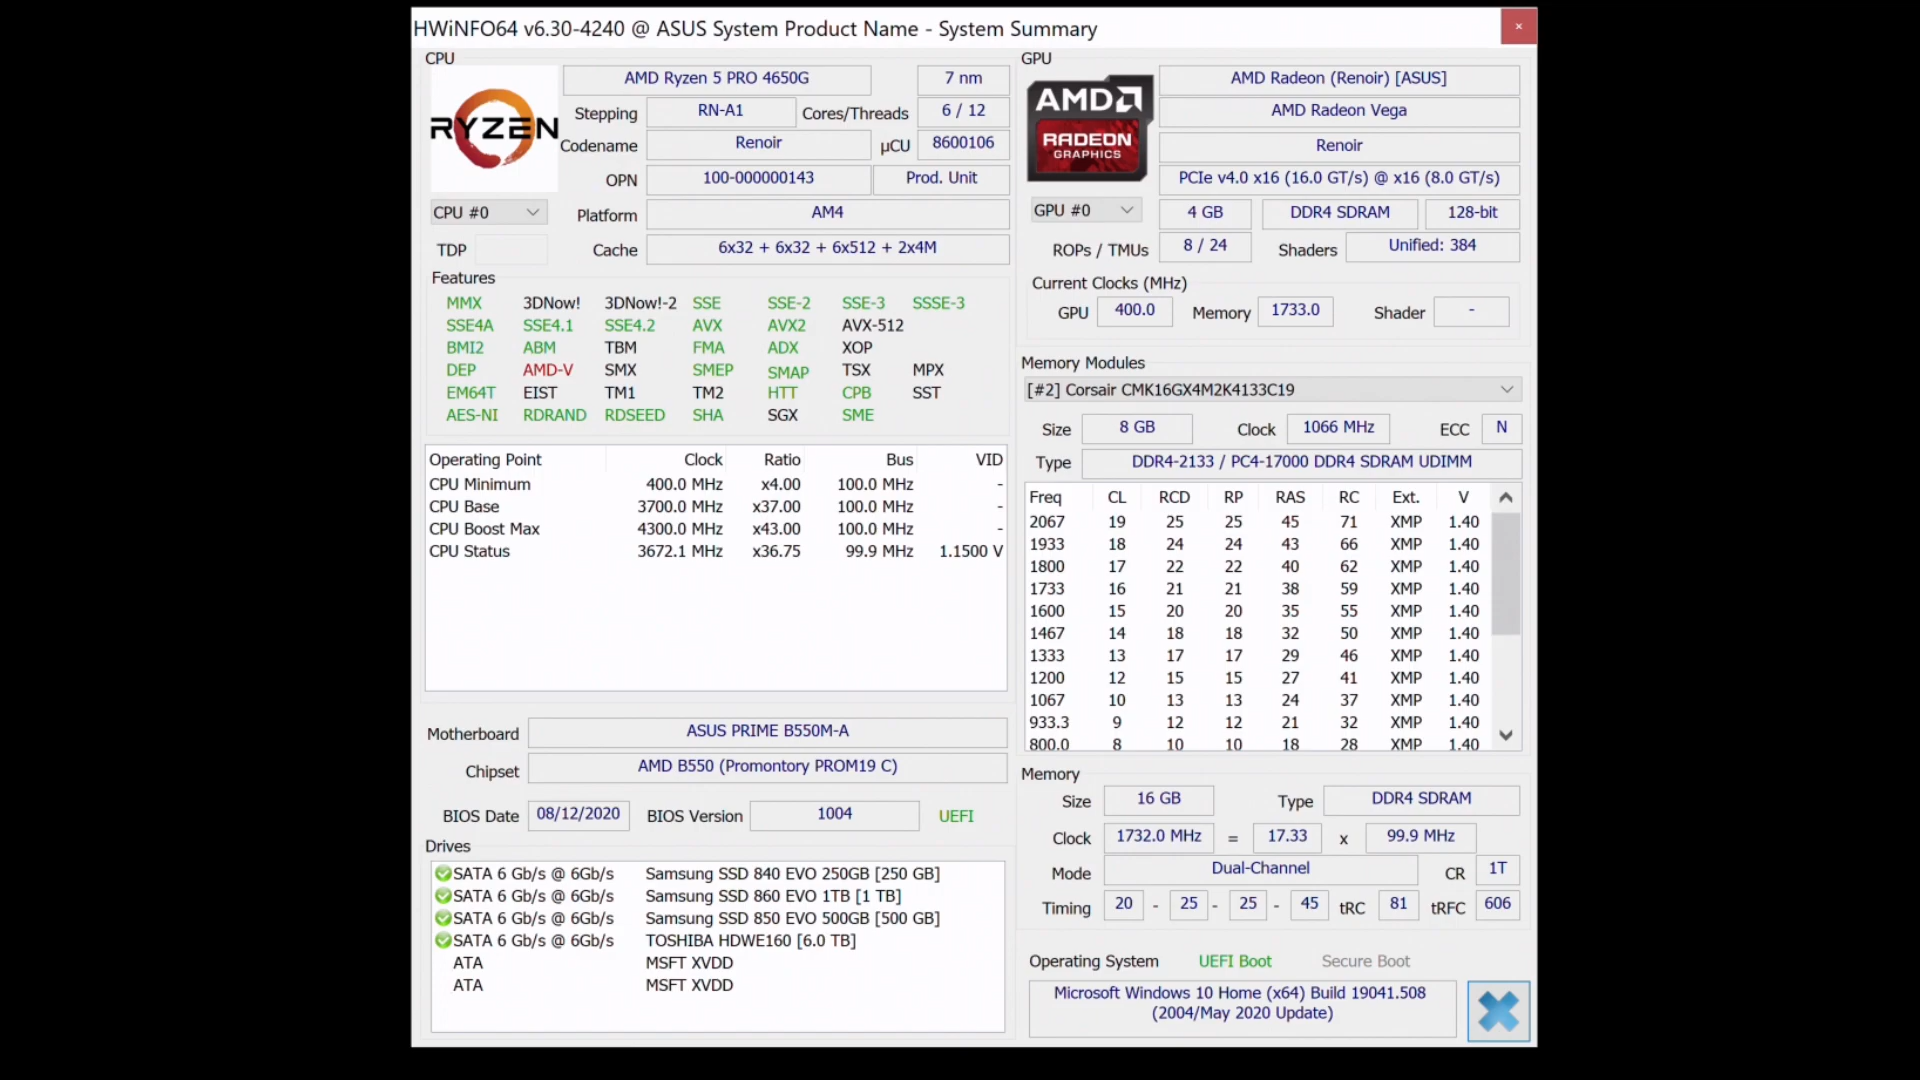 HWiNFO64 v6.30-4240 @ ASUS System Product Name - System Summary
CPU
RYZEN
AMD Ryzen 5 PRO 4650G 7 nm
Stepping RN-A1 Cores/Threads 6 / 12
Codename Renoir µCU 8600106
OPN 100-000000143 Prod. Unit
CPU #0 Platform AM4
TDP Cache 6x32 + 6x32 + 6x512 + 2x4M
Features
MMX 3DNow! 3DNow!-2 SSE SSE-2 SSE-3 SSSE-3
SSE4A SSE4.1 SSE4.2 AVX AVX2 AVX-512
BMI2 ABM TBM FMA ADX XOP
DEP AMD-V SMX SMEP SMAP TSX MPX
EM64T EIST TM1 TM2 HTT CPB SST
AES-NI RDRAND RDSEED SHA SGX SME
Operating Point Clock Ratio Bus VID
CPU Minimum 400.0 MHz x4.00 100.0 MHz -
CPU Base 3700.0 MHz x37.00 100.0 MHz -
CPU Boost Max 4300.0 MHz x43.00 100.0 MHz -
CPU Status 3672.1 MHz x36.75 99.9 MHz 1.1500 V
Motherboard ASUS PRIME B550M-A
Chipset AMD B550 (Promontory PROM19 C)
BIOS Date 08/12/2020 BIOS Version 1004 UEFI
Drives
SATA 6 Gb/s @ 6Gb/s Samsung SSD 840 EVO 250GB [250 GB]
SATA 6 Gb/s @ 6Gb/s Samsung SSD 860 EVO 1TB [1 TB]
SATA 6 Gb/s @ 6Gb/s Samsung SSD 850 EVO 500GB [500 GB]
SATA 6 Gb/s @ 6Gb/s TOSHIBA HDWE160 [6.0 TB]
ATA MSFT XVDD
ATA MSFT XVDD
GPU
AMD
RADEON
GRAPHICS
AMD Radeon (Renoir) [ASUS]
AMD Radeon Vega
Renoir
PCIe v4.0 x16 (16.0 GT/s) @ x16 (8.0 GT/s)
GPU #0 4 GB DDR4 SDRAM 128-bit
ROPs / TMUs 8 / 24 Shaders Unified: 384
Current Clocks (MHz)
GPU 400.0 Memory 1733.0 Shader -
Memory Modules
[#2] Corsair CMK16GX4M2K4133C19
Size 8 GB Clock 1066 MHz ECC N
Type DDR4-2133 / PC4-17000 DDR4 SDRAM UDIMM
Freq CL RCD RP RAS RC Ext. V
2067 19 25 25 45 71 XMP 1.40
1933 18 24 24 43 66 XMP 1.40
1800 17 22 22 40 62 XMP 1.40
1733 16 21 21 38 59 XMP 1.40
1600 15 20 20 35 55 XMP 1.40
1467 14 18 18 32 50 XMP 1.40
1333 13 17 17 29 46 XMP 1.40
1200 12 15 15 27 41 XMP 1.40
1067 10 13 13 24 37 XMP 1.40
933.3 9 12 12 21 32 XMP 1.40
800.0 8 10 10 18 28 XMP 1.40
Memory
Size 16 GB Type DDR4 SDRAM
Clock 1732.0 MHz = 17.33 x 99.9 MHz
Mode Dual-Channel CR 1T
Timing 20 - 25 - 25 - 45 tRC 81 tRFC 606
Operating System UEFI Boot Secure Boot
Microsoft Windows 10 Home (x64) Build 19041.508
(2004/May 2020 Update)